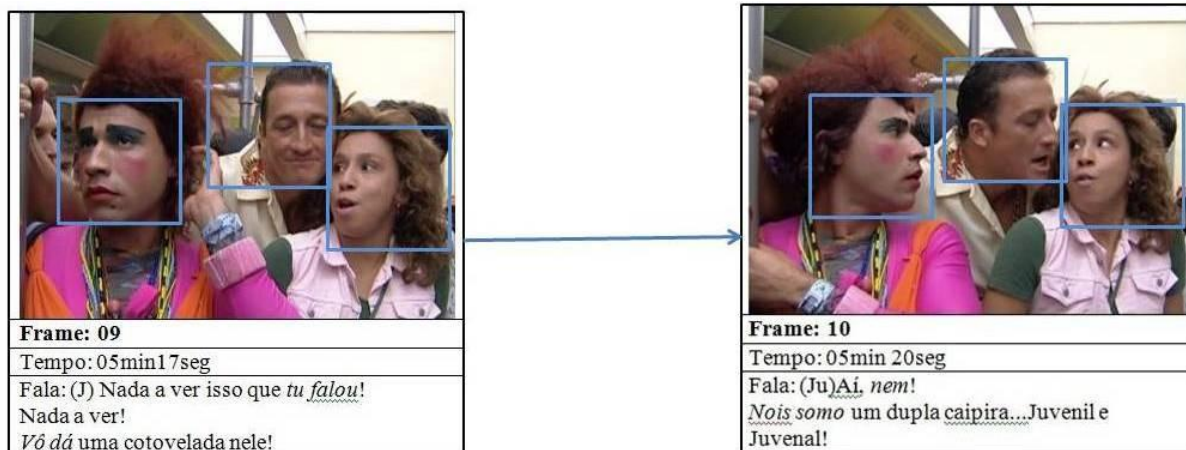 Frame: 09
Tempo: 05min17seg
Fala: (J) Nada a ver isso que tu falou!
Nada a ver!
Vô dá uma cotovelada nele!
Frame: 10
Tempo: 05min 20seg
Fala: (Ju)Aí, nem!
Nois somo um dupla caipira...Juvenil e
Juvenal!